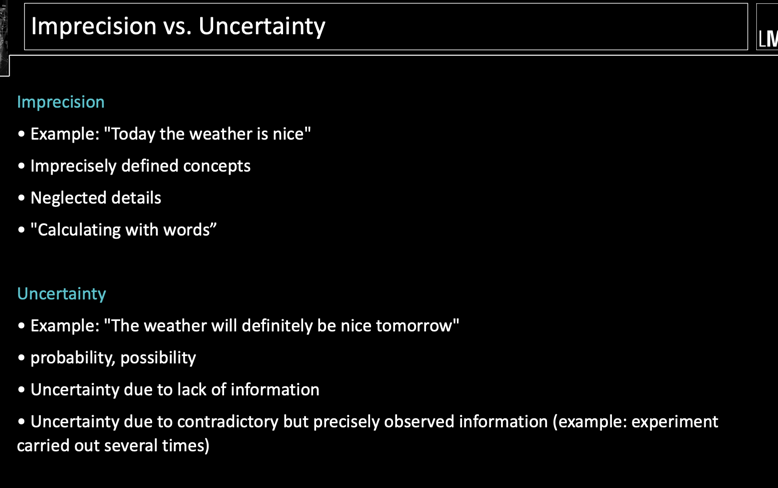 Imprecision vs. Uncertainty
Imprecision
• Example: "Today the weather is nice"
• Imprecisely defined concepts
• Neglected details
• "Calculating with words”
Uncertainty
• Example: "The weather will definitely be nice tomorrow"
• probability, possibility
• Uncertainty due to lack of information
• Uncertainty due to contradictory but precisely observed information (example: experiment
carried out several times)